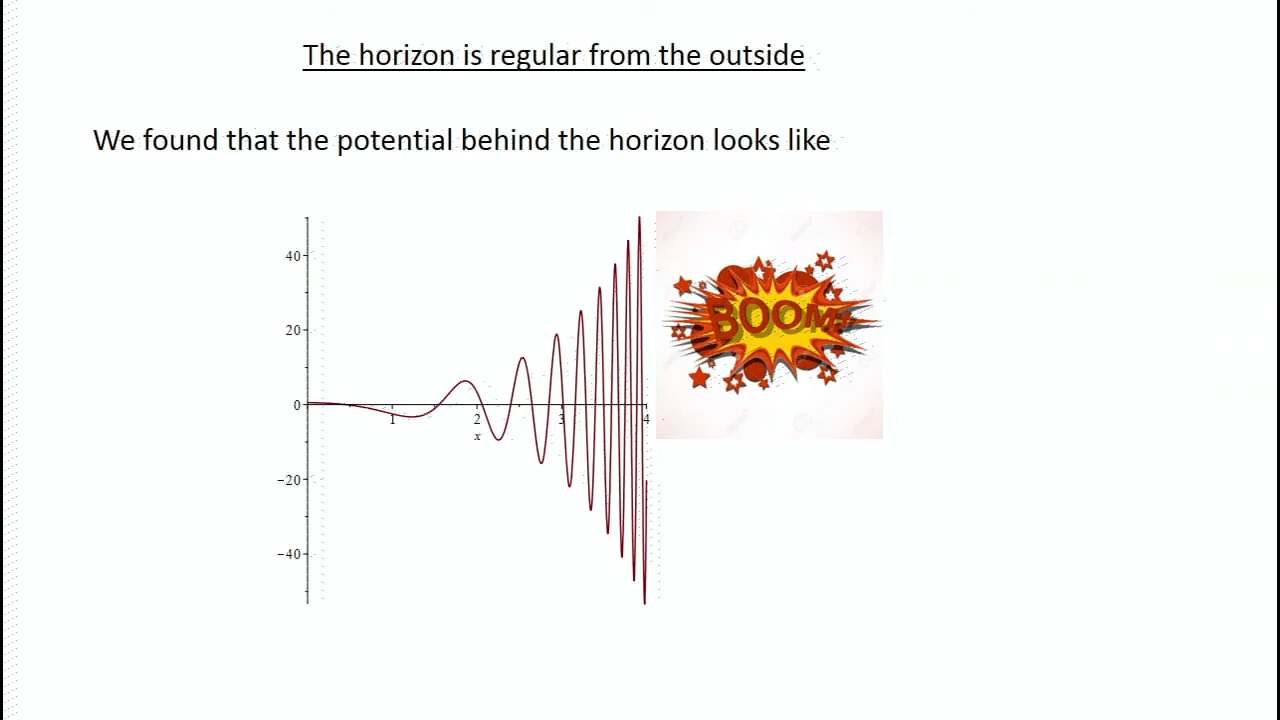 The horizon is regular from the outside
We found that the potential behind the horizon looks like
40
20
0
1
2
3
4
x
−20
−40
BOOM!